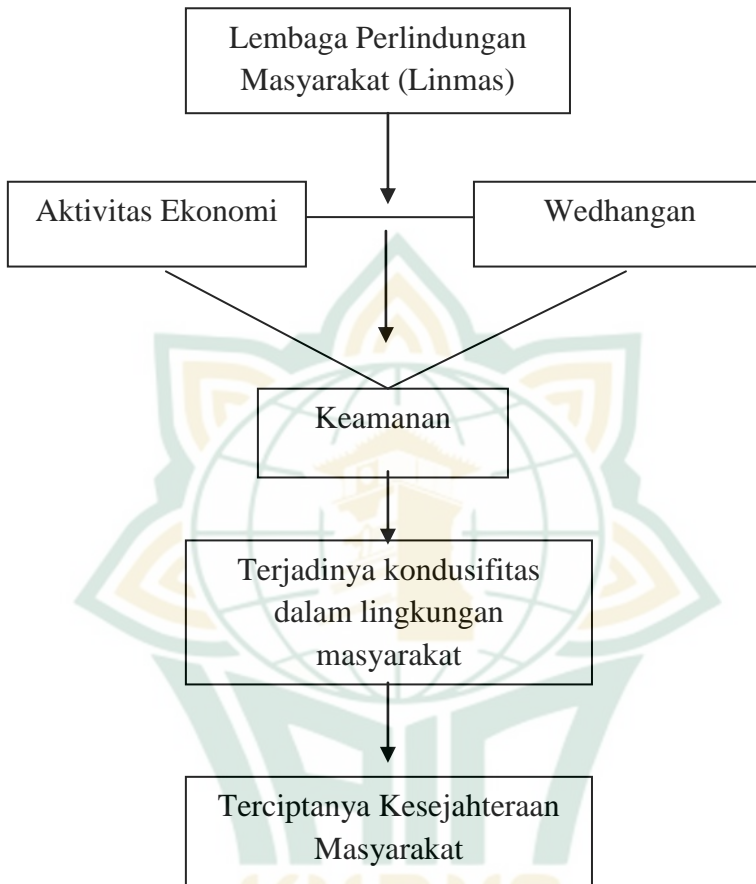 Lembaga Perlindungan
Masyarakat (Linmas)
Aktivitas Ekonomi
Wedhangan
Keamanan
Terjadinya kondusifitas
dalam lingkungan
masyarakat
Terciptanya Kesejahteraan
Masyarakat